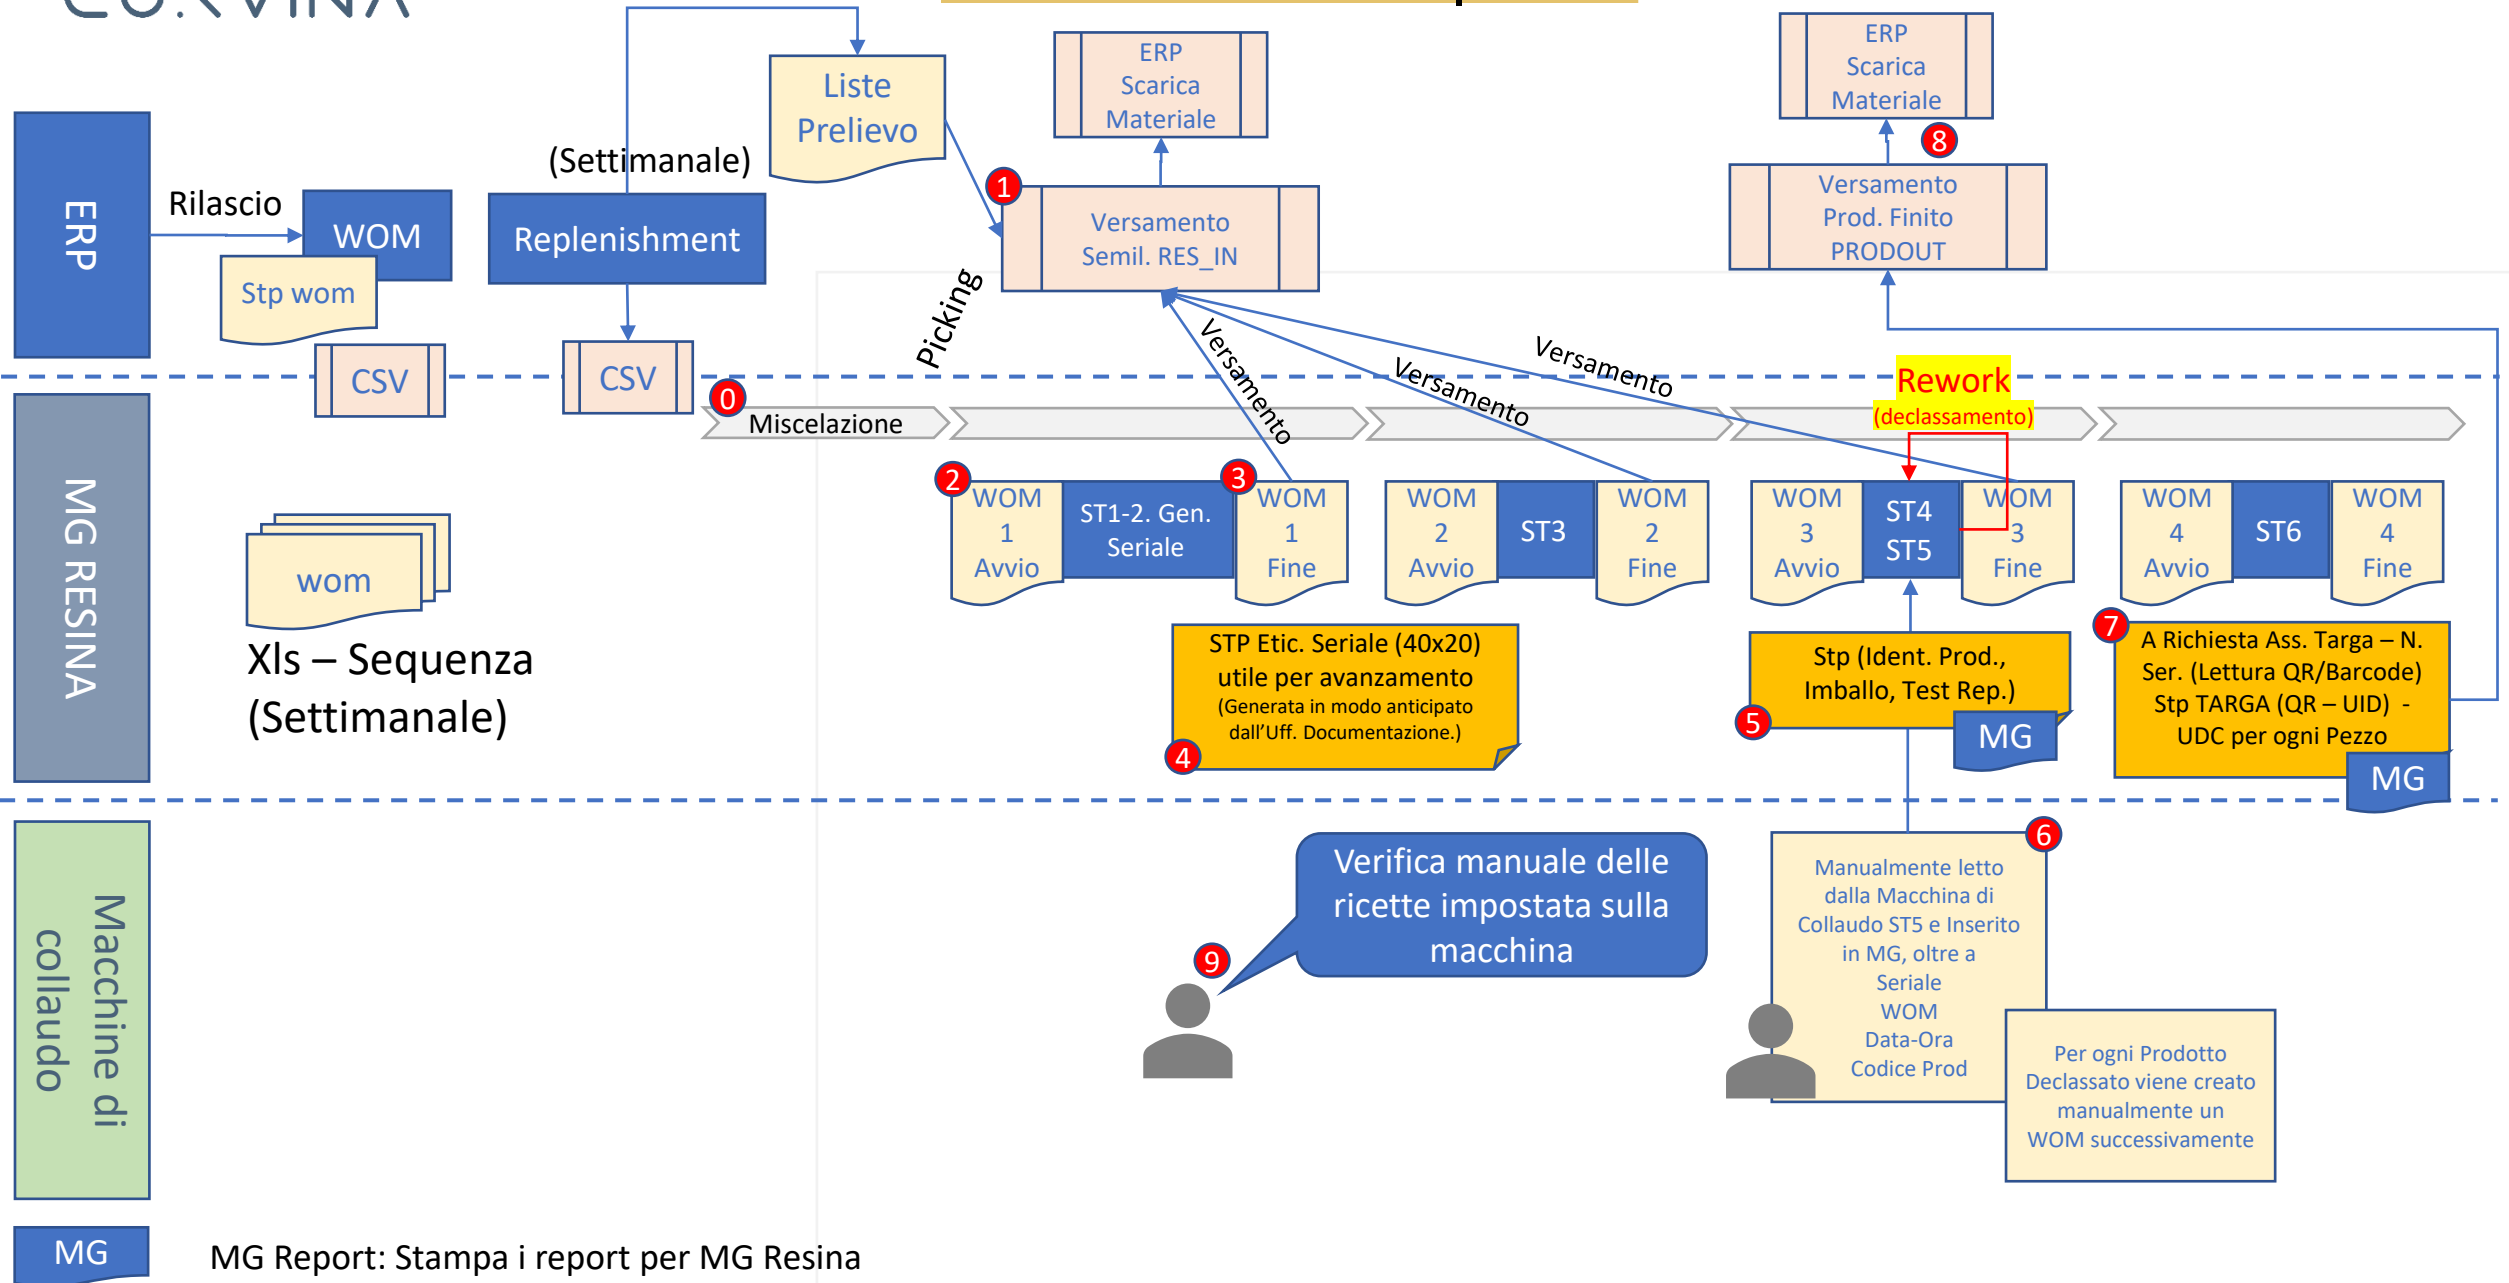 ERP
Rilascio
WOM
Stp wom
CSV
(Settimanale)
Replenishment
CSV
Liste
Prelievo
Picking
ERP
Scarica
Materiale
1
Versamento
Semil. RES_IN
ERP
Scarica
Materiale
8
Versamento
Prod. Finito
PRODOUT
Versamento
Versamento
Versamento
Rework
(declassamento)
0
Miscelazione
MG RESINA
wom
Xls – Sequenza
(Settimanale)
2
WOM
1
Avvio
ST1-2. Gen.
Seriale
3
WOM
1
Fine
WOM
2
Avvio
ST3
WOM
2
Fine
WOM
3
Avvio
ST4
ST5
WOM
3
Fine
WOM
4
Avvio
ST6
WOM
4
Fine
STP Etic. Seriale (40x20)
utile per avanzamento
(Generata in modo anticipato
dall’Uff. Documentazione.)
4
Stp (Ident. Prod.,
Imballo, Test Rep.)
5
MG
7
A Richiesta Ass. Targa – N.
Ser. (Lettura QR/Barcode)
Stp TARGA (QR – UID) -
UDC per ogni Pezzo
MG
Macchine di
collaudo
Verifica manuale delle
ricette impostata sulla
macchina
9
6
Manualmente letto
dalla Macchina di
Collaudo ST5 e Inserito
in MG, oltre a
Seriale
WOM
Data-Ora
Codice Prod
Per ogni Prodotto
Declassato viene creato
manualmente un
WOM successivamente
MG
MG Report: Stampa i report per MG Resina